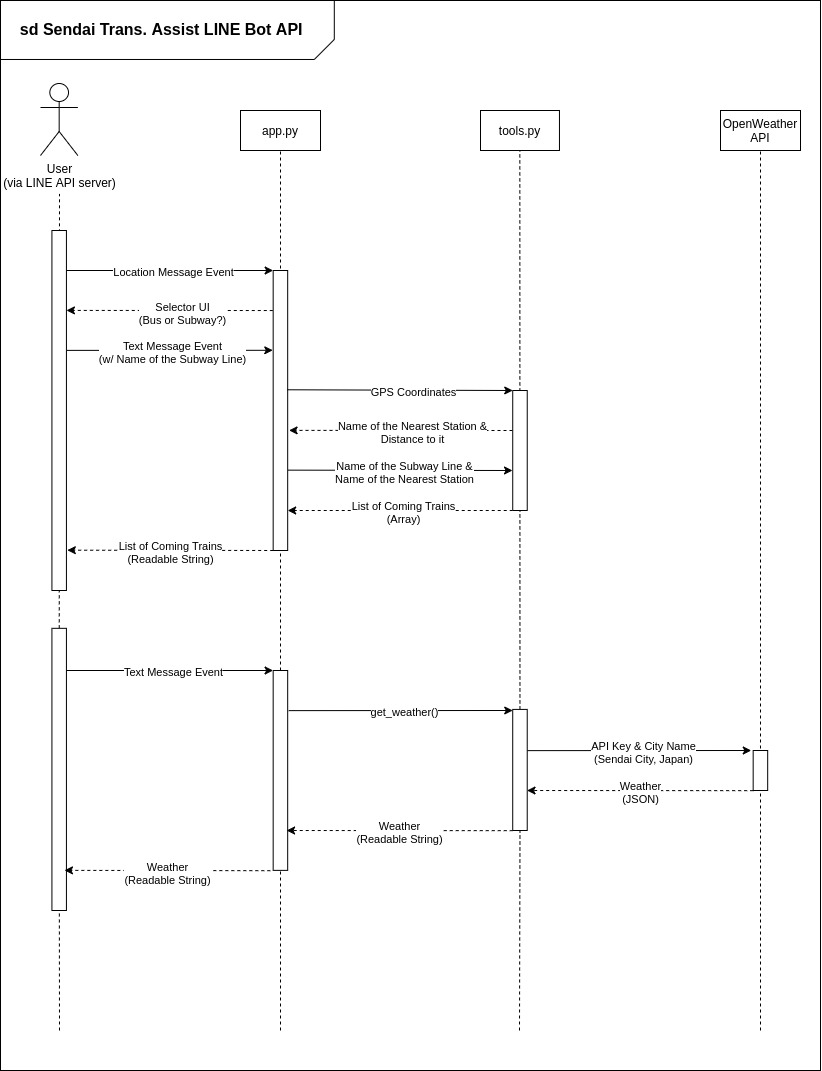 sd Sendai Trans. Assist LINE Bot API
User
(via LINE API server)
app.py
tools.py
OpenWeather
API
Location Message Event
Selector UI
(Bus or Subway?)
Text Message Event
(w/ Name of the Subway Line)
GPS Coordinates
Name of the Nearest Station &
Distance to it
Name of the Subway Line &
Name of the Nearest Station
List of Coming Trains
(Array)
List of Coming Trains
(Readable String)
Text Message Event
get_weather()
API Key & City Name
(Sendai City, Japan)
Weather
(JSON)
Weather
(Readable String)
Weather
(Readable String)